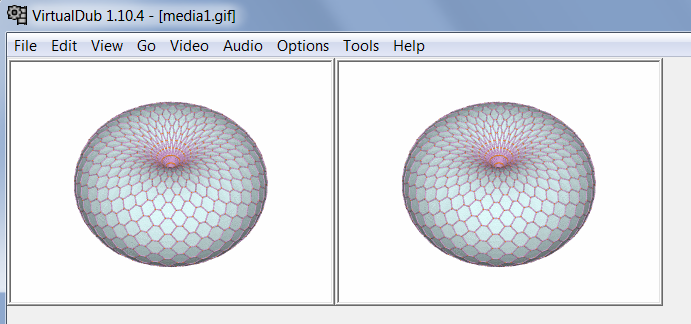 VirtualDub 1.10.4 - [media1.gif]
File Edit View Go Video Audio Options Tools Help